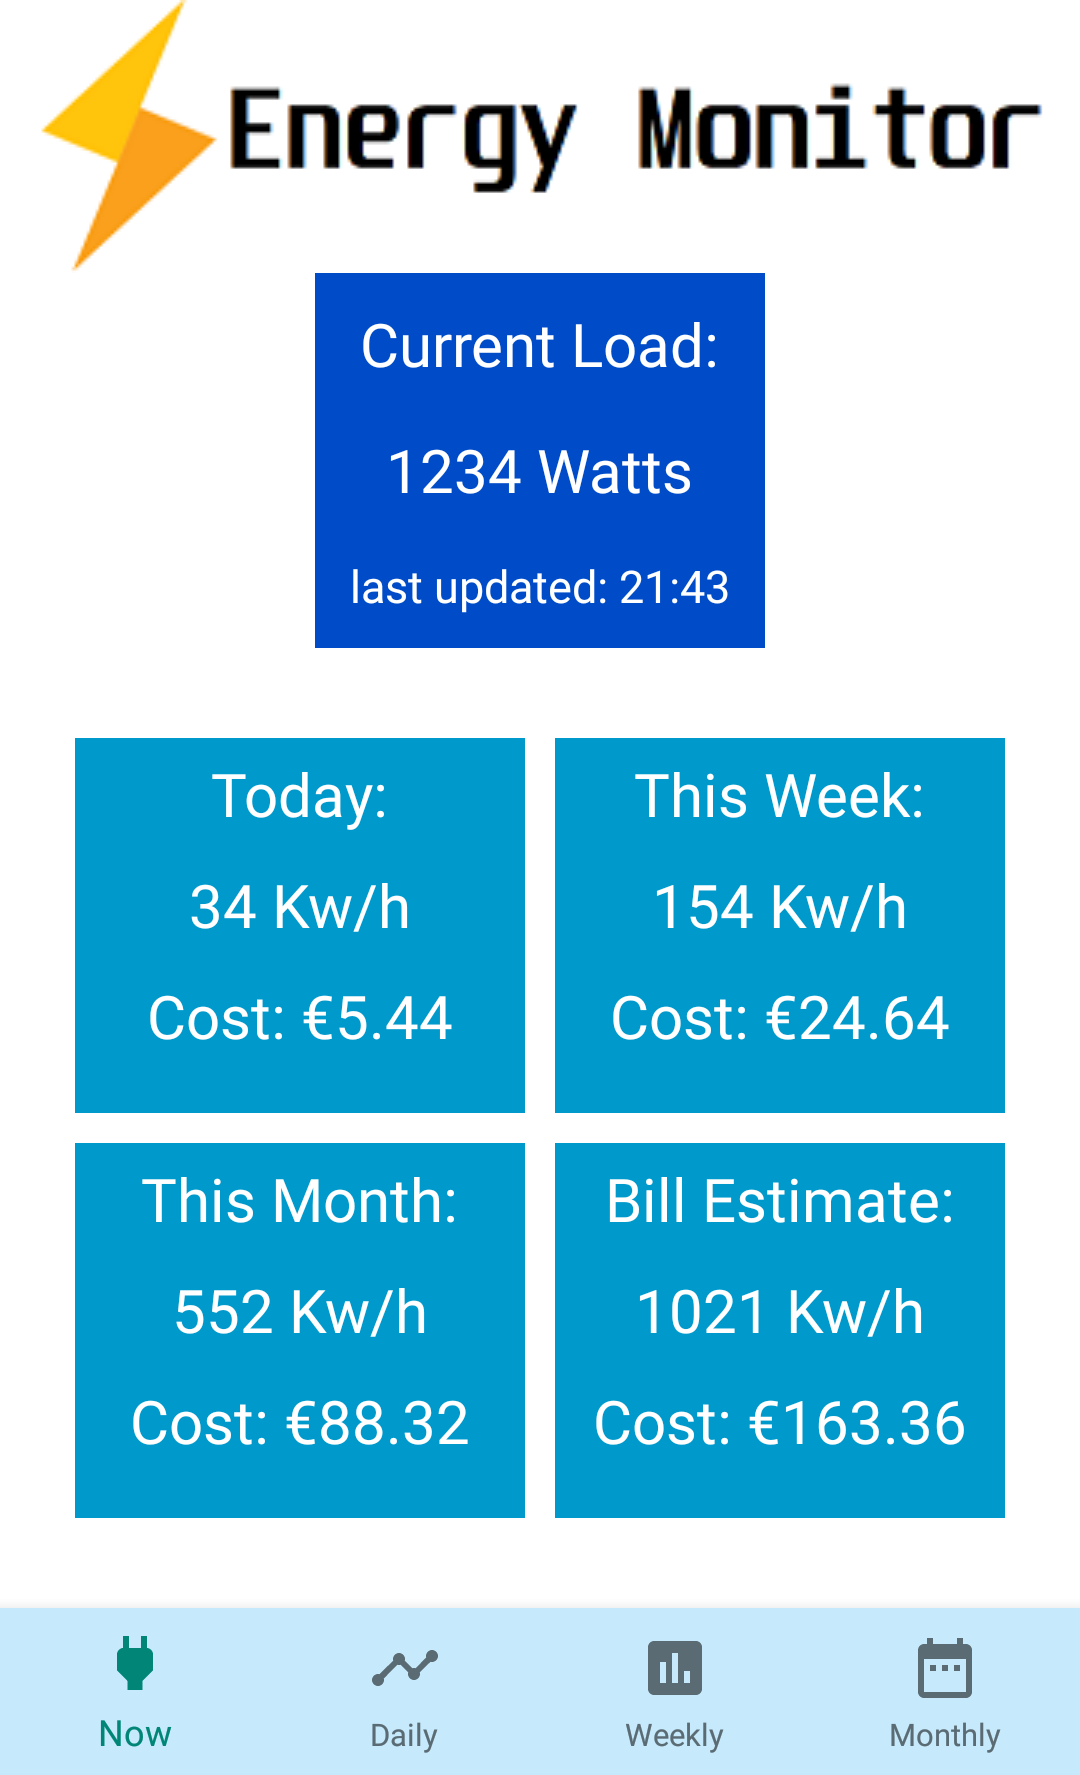 Energy Monitor
Current Load:
1234 Watts
last updated: 21:43
Today:
34 Kw/h
Cost: €5.44
This Week:
154 Kw/h
Cost: €24.64
This Month:
552 Kw/h
Cost: €88.32
Bill Estimate:
1021 Kw/h
Cost: €163.36
Now
Daily
Weekly
Monthly